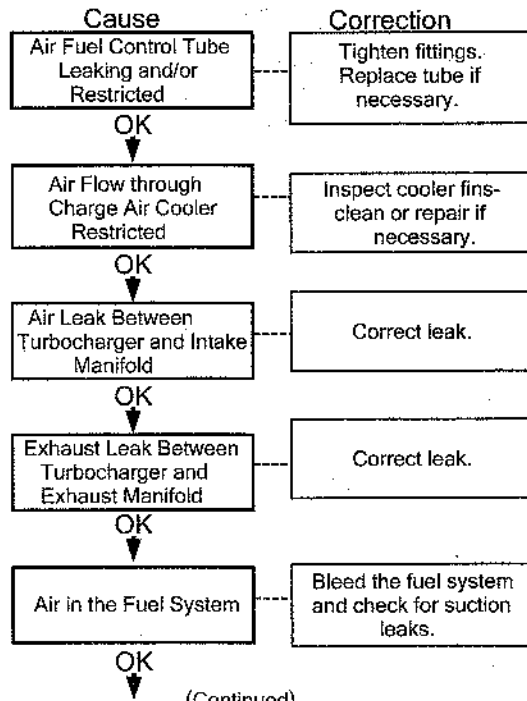 Cause
Correction
Air Fuel Control Tube
Leaking and/or
Restricted
Tighten fittings.
Replace tube if
necessary.
OK
Air Flow through
Charge Air Cooler
Restricted
Inspect cooler fins-
clean or repair if
necessary.
OK
Air Leak Between
Turbocharger and Intake
Manifold
Correct leak.
OK
Exhaust Leak Between
Turbocharger and
Exhaust Manifold
Correct leak.
OK
Air in the Fuel System
Bleed the fuel system
and check for suction
leaks.
OK
(Continued)